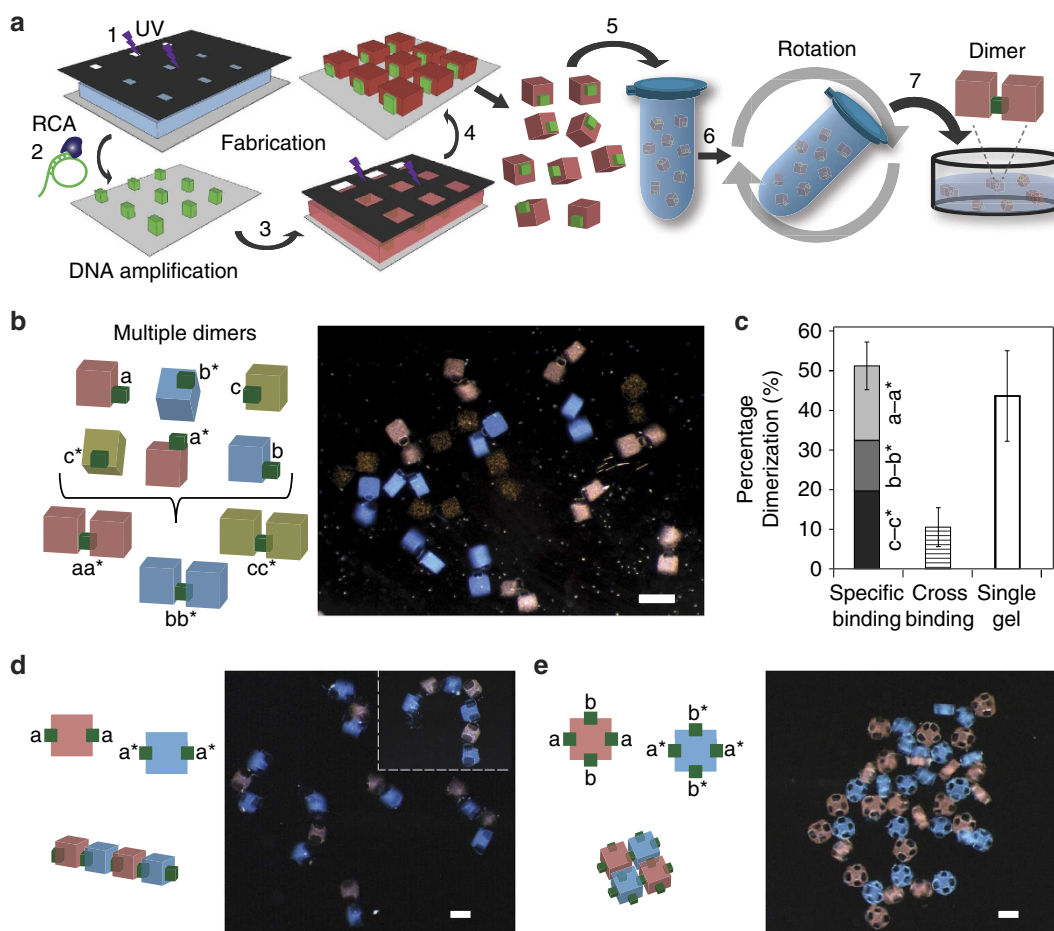 a
1 UV
5
Rotation
7
Dimer
RCA
2
Fabrication
4
6
3
DNA amplification
b
Multiple dimers
a
b*
c
c*
a*
b
aa*
cc*
bb*
c
60
50
40
30
20
10
0
Percentage
Dimerization (%)
a–a*
b–b*
c–c*
Specific
binding
Cross
binding
Single
gel
d
a
a
a*
a*
e
b
a
a
b
b*
a*
a*
b*